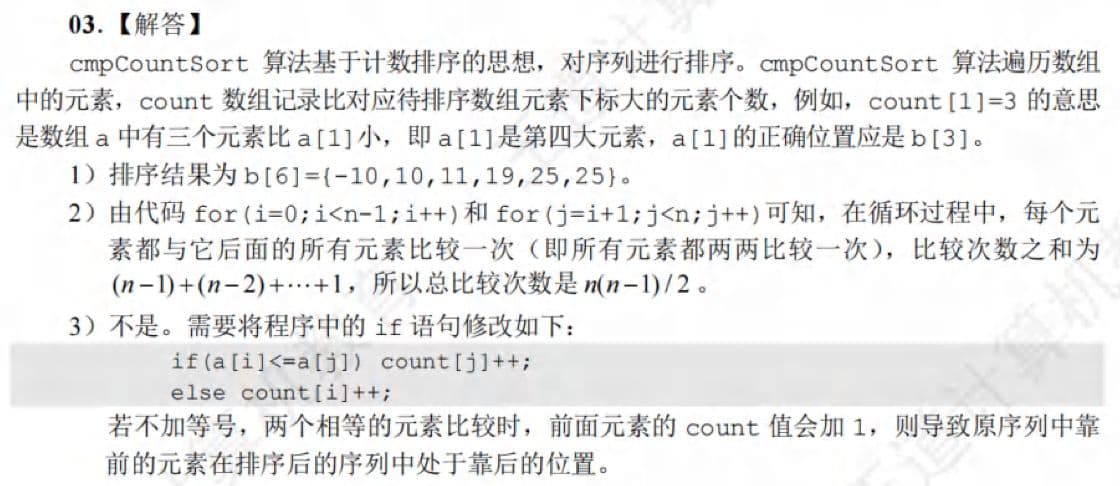 03.【解答】
cmpCountSort 算法基于计数排序的思想，对序列进行排序。cmpCountSort 算法遍历数组
中的元素，count 数组记录比对应待排序数组元素下标大的元素个数，例如，count[1]=3 的意思
是数组 a 中有三个元素比 a[1]小，即 a[1]是第四大元素，a[1]的正确位置应是 b[3]。
1）排序结果为 b[6]={-10,10,11,19,25,25}。
2）由代码 for(i=0;i<n-1;i++)和 for(j=i+1;j<n;j++)可知，在循环过程中，每个元
素都与它后面的所有元素比较一次（即所有元素都两两比较一次），比较次数之和为
(n−1)+(n−2)+⋯+1，所以总比较次数是 n(n−1)/2。
3）不是。需要将程序中的 if 语句修改如下：
if(a[i]<=a[j]) count[j]++;
else count[i]++;
若不加等号，两个相等的元素比较时，前面元素的 count 值会加 1，则导致原序列中靠
前的元素在排序后的序列中处于靠后的位置。